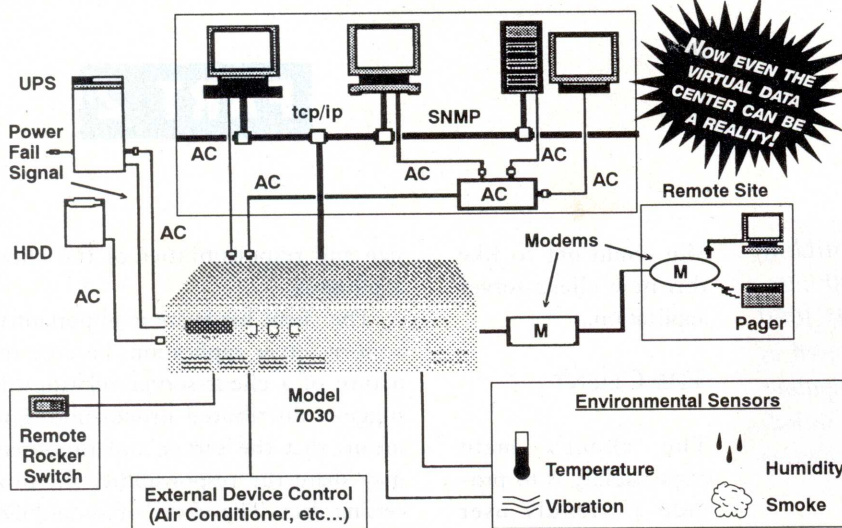 NOW EVEN THE
VIRTUAL DATA
CENTER CAN BE
A REALITY!
UPS
Power
Fail
Signal
HDD
tcp/ip
SNMP
AC
AC
AC
AC
AC
AC
AC
Remote Site
Modems
M
M
Pager
Model
7030
Remote
Rocker
Switch
External Device Control
(Air Conditioner, etc...)
Environmental Sensors
Temperature
Humidity
Vibration
Smoke